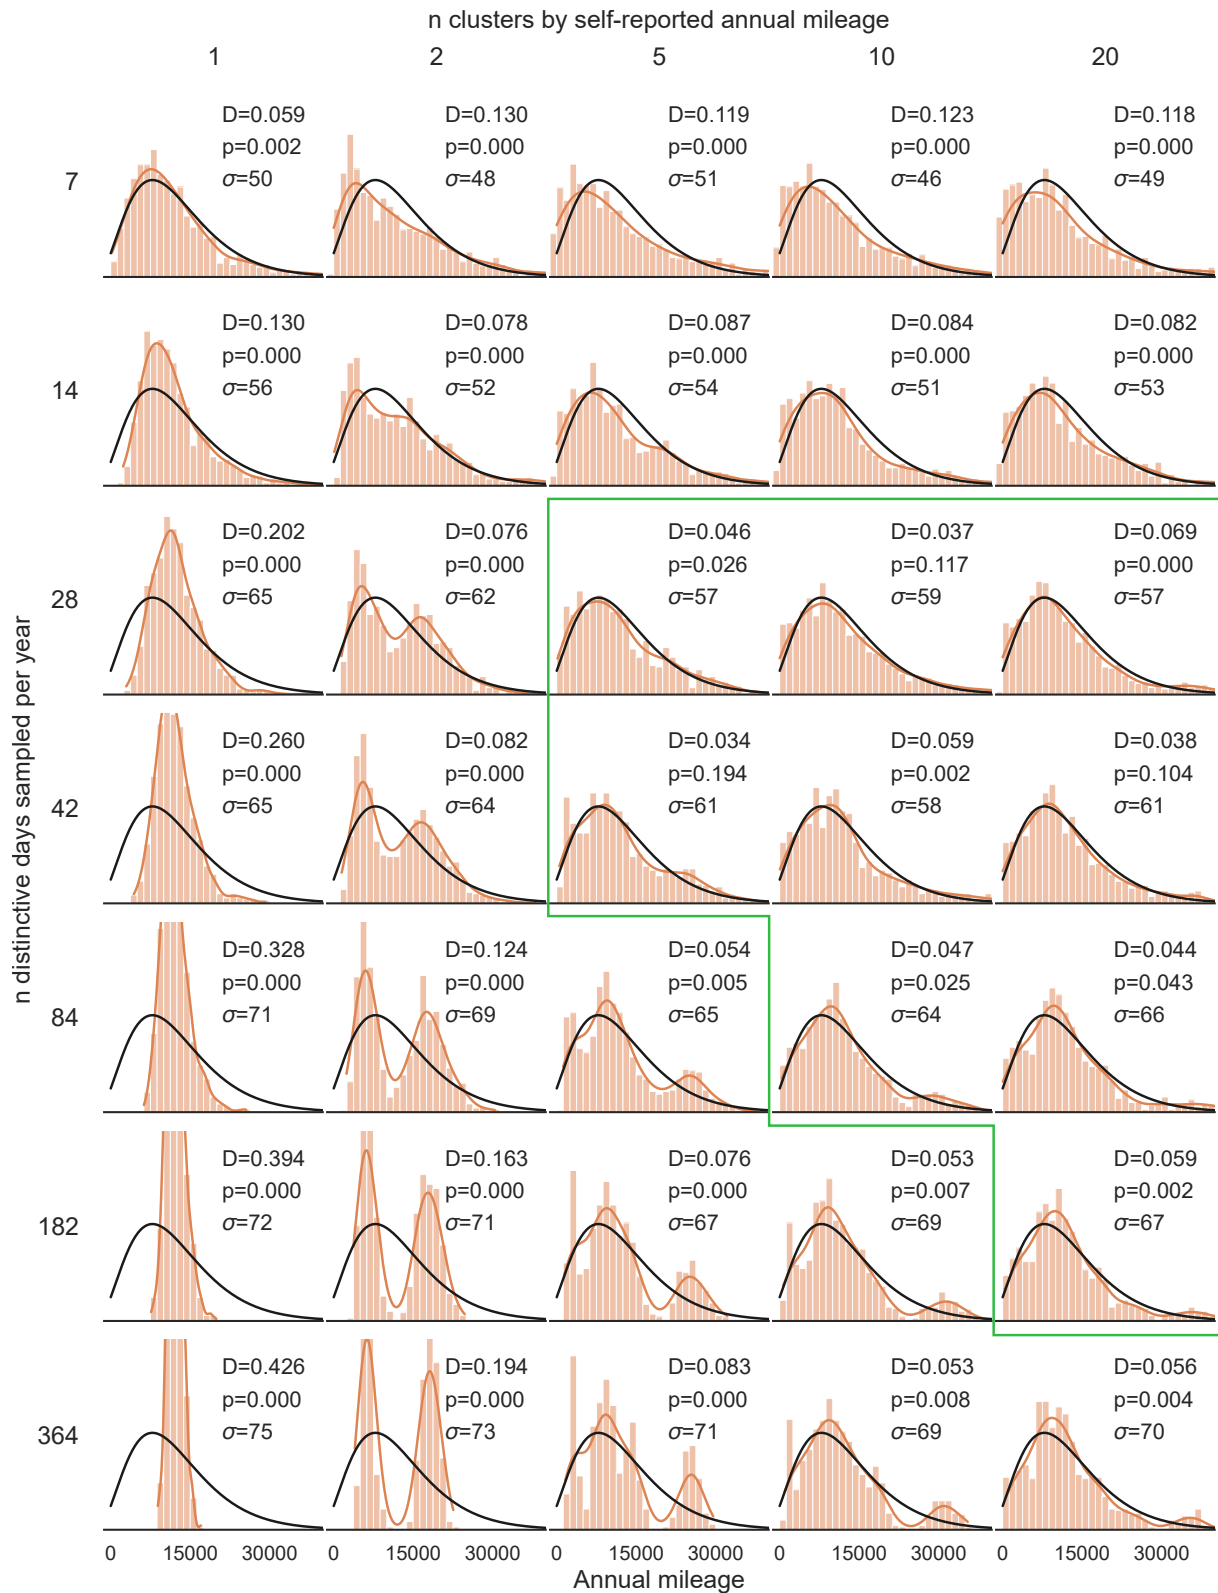 n clusters by self-reported annual mileage
1 2 5 10 20
n distinctive days sampled per year
7
D=0.059
p=0.002
σ=50
D=0.130
p=0.000
σ=48
D=0.119
p=0.000
σ=51
D=0.123
p=0.000
σ=46
D=0.118
p=0.000
σ=49
14
D=0.130
p=0.000
σ=56
D=0.078
p=0.000
σ=52
D=0.087
p=0.000
σ=54
D=0.084
p=0.000
σ=51
D=0.082
p=0.000
σ=53
28
D=0.202
p=0.000
σ=65
D=0.076
p=0.000
σ=62
D=0.046
p=0.026
σ=57
D=0.037
p=0.117
σ=59
D=0.069
p=0.000
σ=57
42
D=0.260
p=0.000
σ=65
D=0.082
p=0.000
σ=64
D=0.034
p=0.194
σ=61
D=0.059
p=0.002
σ=58
D=0.038
p=0.104
σ=61
84
D=0.328
p=0.000
σ=71
D=0.124
p=0.000
σ=69
D=0.054
p=0.005
σ=65
D=0.047
p=0.025
σ=64
D=0.044
p=0.043
σ=66
182
D=0.394
p=0.000
σ=72
D=0.163
p=0.000
σ=71
D=0.076
p=0.000
σ=67
D=0.053
p=0.007
σ=69
D=0.059
p=0.002
σ=67
364
D=0.426
p=0.000
σ=75
D=0.194
p=0.000
σ=73
D=0.083
p=0.000
σ=71
D=0.053
p=0.008
σ=69
D=0.056
p=0.004
σ=70
0 15000 30000 0 15000 30000 0 15000 30000 0 15000 30000 0 15000 30000
Annual mileage